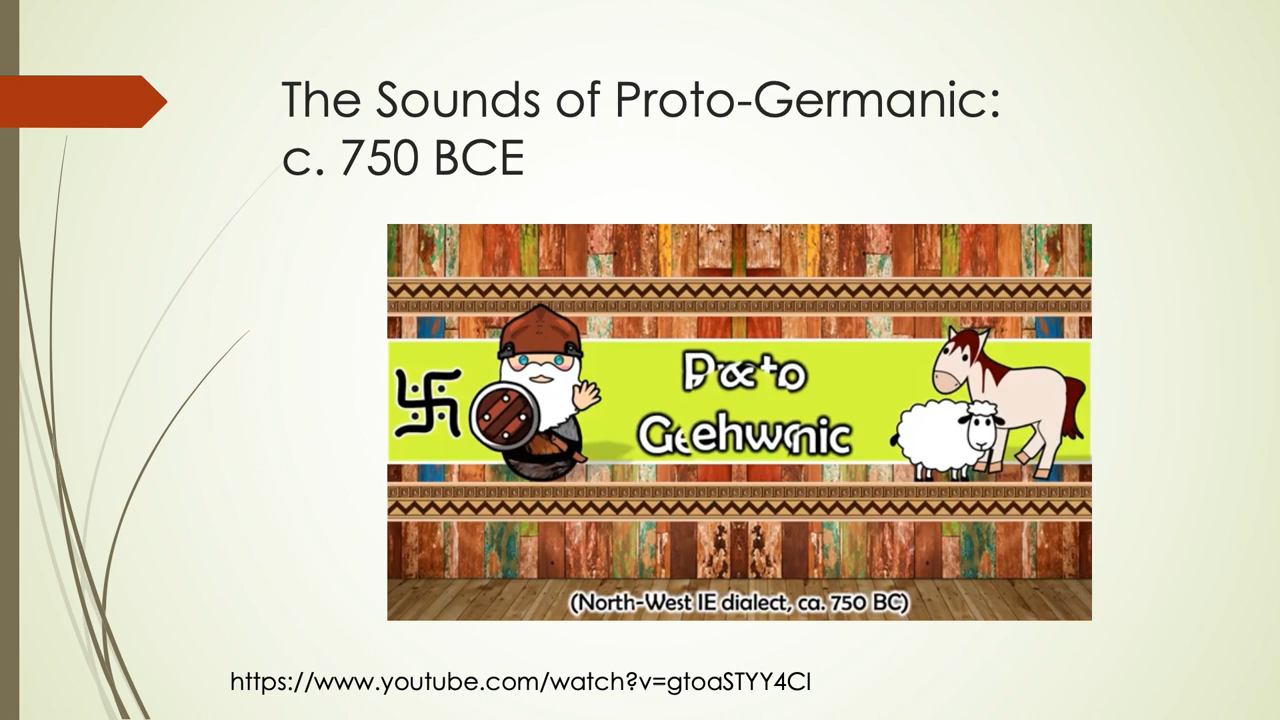 The Sounds of Proto-Germanic:
c. 750 BCE
(North-West IE dialect, ca. 750 BC)
https://www.youtube.com/watch?v=gtoaSTYY4CI